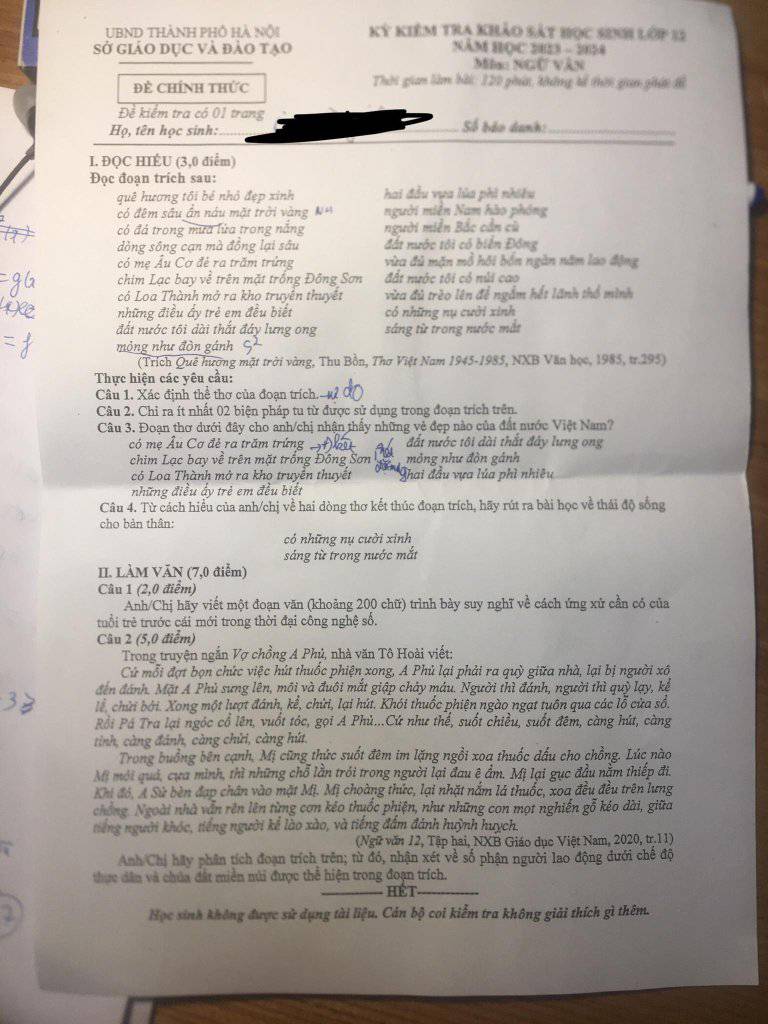 UBND THÀNH PHỐ HÀ NỘI
SỞ GIÁO DỤC VÀ ĐÀO TẠO
ĐỀ CHÍNH THỨC
Đề kiểm tra có 01 trang
KỲ KIỂM TRA KHẢO SÁT HỌC SINH LỚP 12
NĂM HỌC 2023 – 2024
Môn: NGỮ VĂN
Thời gian làm bài: 120 phút, không kể thời gian phát đề
Họ, tên học sinh:............ Số báo danh:............
I. ĐỌC HIỂU (3,0 điểm)
Đọc đoạn trích sau:
quê hương tôi bé nhỏ đẹp xinh
có đêm sâu ẩn náu mặt trời vàng
có đá trong mưa lửa trong nắng
dòng sông cạn mà đồng lại sâu
có mẹ Âu Cơ đẻ ra trăm trứng
chim Lạc bay về trên mặt trống Đông Sơn
có Loa Thành mở ra kho truyền thuyết
những điều ấy trẻ em đều biết
đất nước tôi dài thắt đáy lưng ong
mỏng như đòn gánh
hai đầu vựa lúa phì nhiêu
người miền Nam hào phóng
người miền Bắc cần cù
đất nước tôi có biển Đông
vừa đủ mặn mồ hôi bốn ngàn năm lao động
đất nước tôi có núi cao
vừa đủ trèo lên để ngắm hết lãnh thổ mình
có những nụ cười xinh
sáng từ trong nước mắt
(Trích Quê hương mặt trời vàng, Thu Bồn, Thơ Việt Nam 1945-1985, NXB Văn học, 1985, tr.295)
Thực hiện các yêu cầu:
Câu 1. Xác định thể thơ của đoạn trích. tự do
Câu 2. Chỉ ra ít nhất 02 biện pháp tu từ được sử dụng trong đoạn trích trên.
Câu 3. Đoạn thơ dưới đây cho anh/chị nhận thấy những vẻ đẹp nào của đất nước Việt Nam?
có mẹ Âu Cơ đẻ ra trăm trứng
chim Lạc bay về trên mặt trống Đông Sơn
có Loa Thành mở ra kho truyền thuyết
những điều ấy trẻ em đều biết
đất nước tôi dài thắt đáy lưng ong
mỏng như đòn gánh
hai đầu vựa lúa phì nhiêu
Câu 4. Từ cách hiểu của anh/chị về hai dòng thơ kết thúc đoạn trích, hãy rút ra bài học về thái độ sống
cho bản thân:
có những nụ cười xinh
sáng từ trong nước mắt
II. LÀM VĂN (7,0 điểm)
Câu 1 (2,0 điểm)
Anh/Chị hãy viết một đoạn văn (khoảng 200 chữ) trình bày suy nghĩ về cách ứng xử cần có của
tuổi trẻ trước cái mới trong thời đại công nghệ số.
Câu 2 (5,0 điểm)
Trong truyện ngắn Vợ chồng A Phủ, nhà văn Tô Hoài viết:
Cứ mỗi đợt bọn chức việc hút thuốc phiện xong, A Phủ lại phải ra quỳ giữa nhà, lại bị người xô
đến đánh. Mặt A Phủ sưng lên, môi và đuôi mắt giập chảy máu. Người thì đánh, người thì quỳ lạy, kể
lể, chửi bới. Xong một lượt đánh, kể, chửi, lại hút. Khói thuốc phiện ngào ngạt tuôn qua các lỗ cửa sổ.
Rồi Pá Tra lại ngóc cổ lên, vuốt tóc, gọi A Phủ...Cứ như thế, suốt chiều, suốt đêm, càng hút, càng
tỉnh, càng đánh, càng chửi, càng hút.
Trong buồng bên cạnh, Mị cũng thức suốt đêm im lặng ngồi xoa thuốc dấu cho chồng. Lúc nào
Mị mỏi quá, cựa mình, thì những chỗ lằn trói trong người lại đau ê ẩm. Mị lại gục đầu nằm thiếp đi.
Khi đó, A Sử bèn đạp chân vào mặt Mị. Mị choàng thức, lại nhặt nắm lá thuốc, xoa đều đều trên lưng
chồng. Ngoài nhà vẫn rên lên từng cơn kéo thuốc phiện, như những con mọt nghiến gỗ kéo dài, giữa
tiếng người khóc, tiếng người kể lào xào, và tiếng đấm đánh huỳnh huỵch.
(Ngữ văn 12, Tập hai, NXB Giáo dục Việt Nam, 2020, tr.11)
Anh/Chị hãy phân tích đoạn trích trên; từ đó, nhận xét về số phận người lao động dưới chế độ
thực dân và chúa đất miền núi được thể hiện trong đoạn trích.
HẾT
Học sinh không được sử dụng tài liệu. Cán bộ coi kiểm tra không giải thích gì thêm.